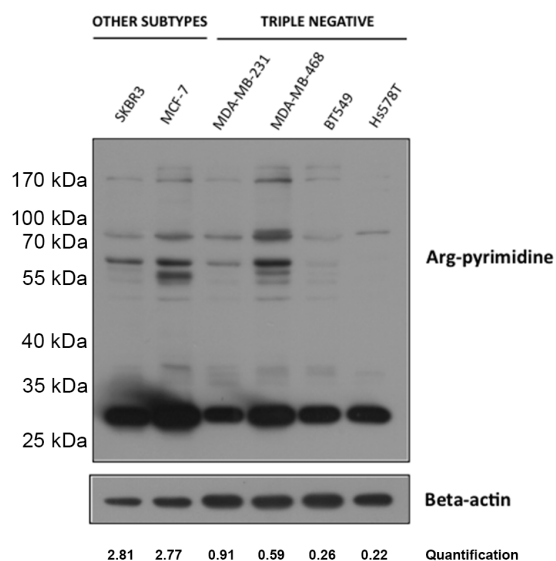 OTHER SUBTYPES TRIPLE NEGATIVE
SKBR3 MCF-7 MDA-MB-231 MDA-MB-468 BT549 Hs578T
170 kDa
100 kDa
70 kDa
Arg-pyrimidine
55 kDa
40 kDa
35 kDa
25 kDa
Beta-actin
2.81 2.77 0.91 0.59 0.26 0.22 Quantification